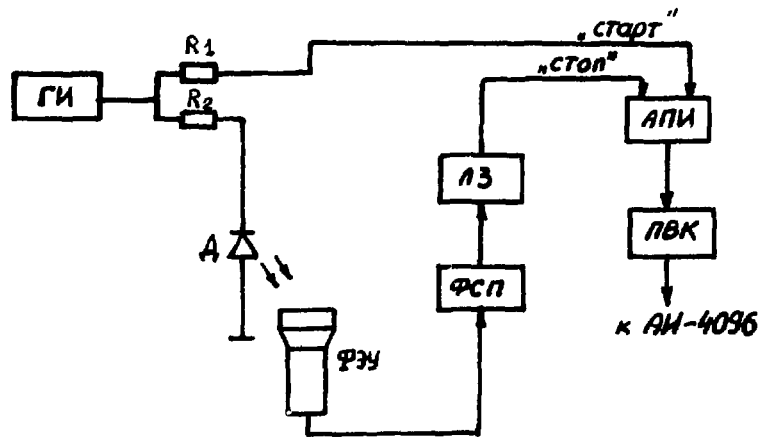 „старт"
R1
„стоп"
ГИ
R2
АПИ
ЛЗ
ПВК
Д
ФСП
к АИ-4096
ФЭУ